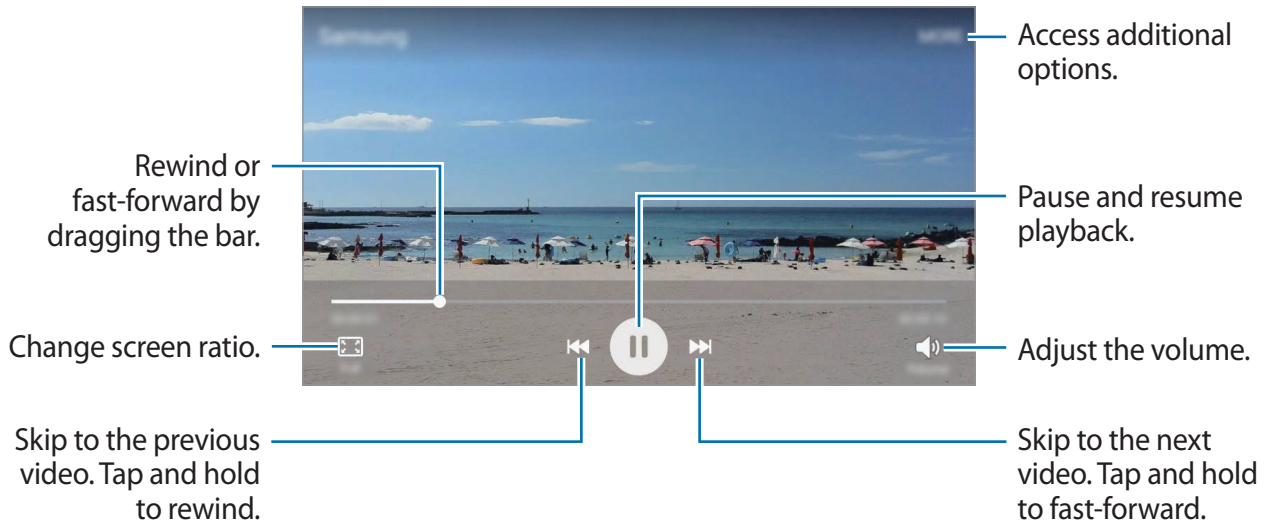 Samsung
MORE
Access additional
options.
Rewind or
fast-forward by
dragging the bar.
Pause and resume
playback.
Change screen ratio.
Adjust the volume.
Skip to the previous
video. Tap and hold
to rewind.
Skip to the next
video. Tap and hold
to fast-forward.